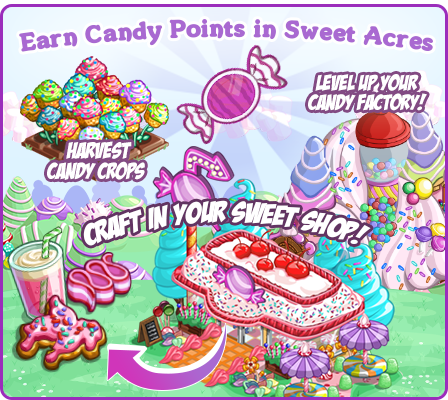 Earn Candy Points in Sweet Acres
LEVEL UP YOUR
CANDY FACTORY!
HARVEST
CANDY CROPS
CRAFT IN YOUR SWEET SHOP!